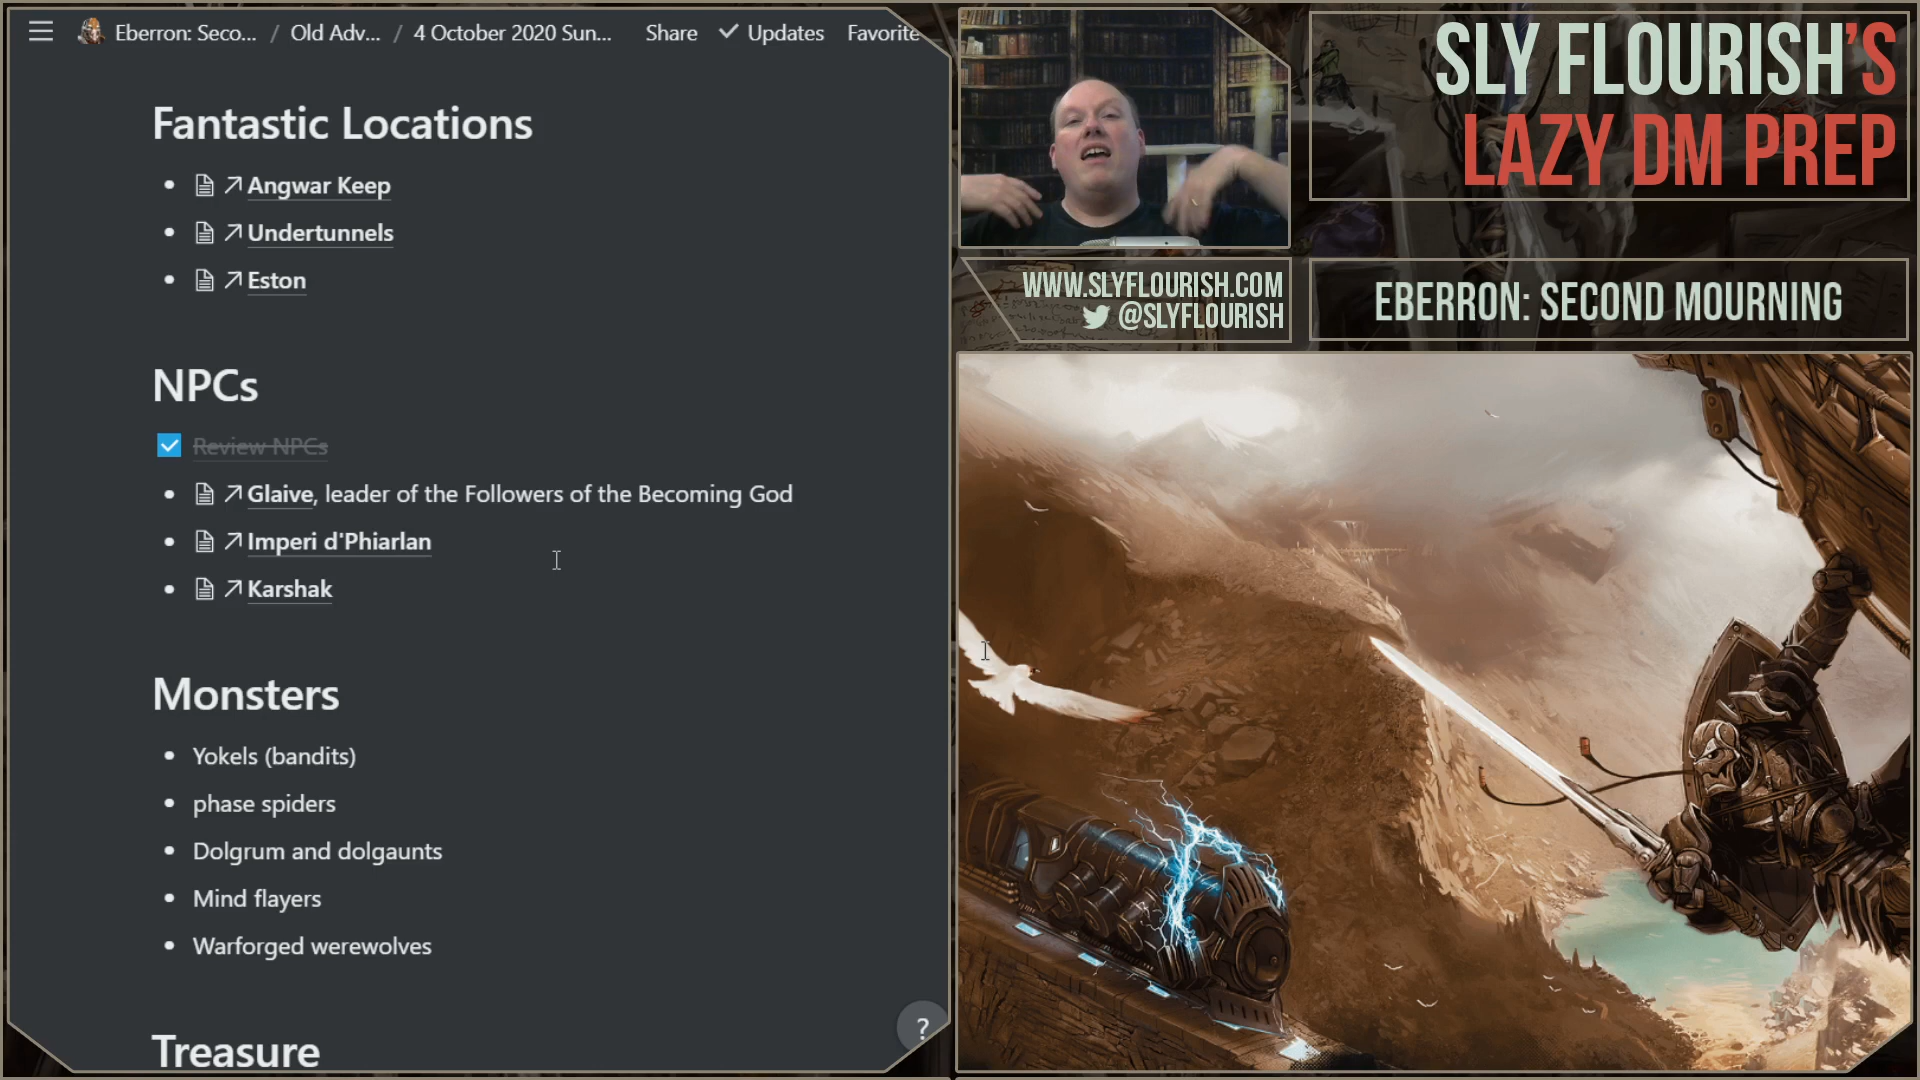 Eberron: Seco... / Old Adv... / 4 October 2020 Sun... Share Updates Favorite
Fantastic Locations
Angwar Keep
Undertunnels
Eston
NPCs
Review NPCs
Glaive, leader of the Followers of the Becoming God
Imperi d'Phiarlan
Karshak
Monsters
Yokels (bandits)
phase spiders
Dolgrum and dolgaunts
Mind flayers
Warforged werewolves
Treasure
?
SLY FLOURISH'S
LAZY DM PREP
WWW.SLYFLOURISH.COM
@SLYFLOURISH
EBERRON: SECOND MOURNING